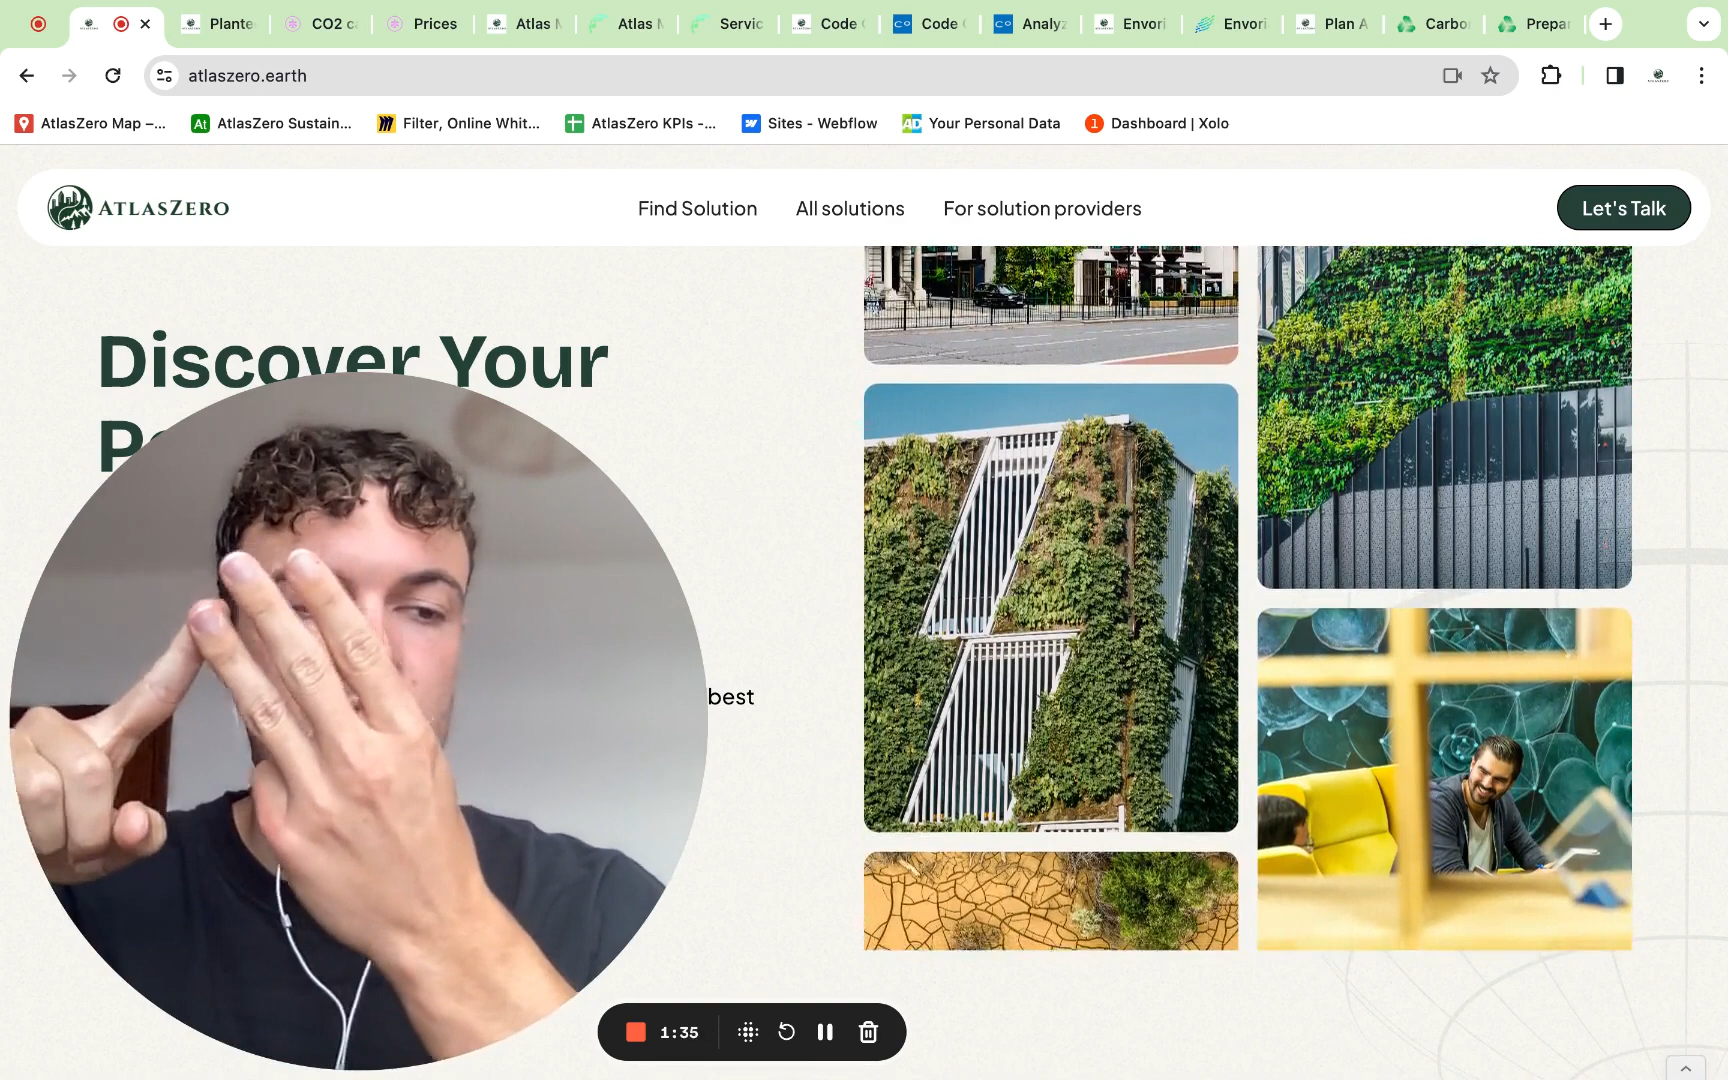 Plante
CO2 c
Prices
Atlas
Atlas
Servic
Code
Code
Analyz
Envori
Envori
Plan A
Carbo
Prepar
atlaszero.earth
AtlasZero Map –...
AtlasZero Sustain...
Filter, Online Whit...
AtlasZero KPIs -...
Sites - Webflow
Your Personal Data
Dashboard | Xolo
ATLASZERO
Find Solution
All solutions
For solution providers
Let's Talk
Discover Your
best
1:35